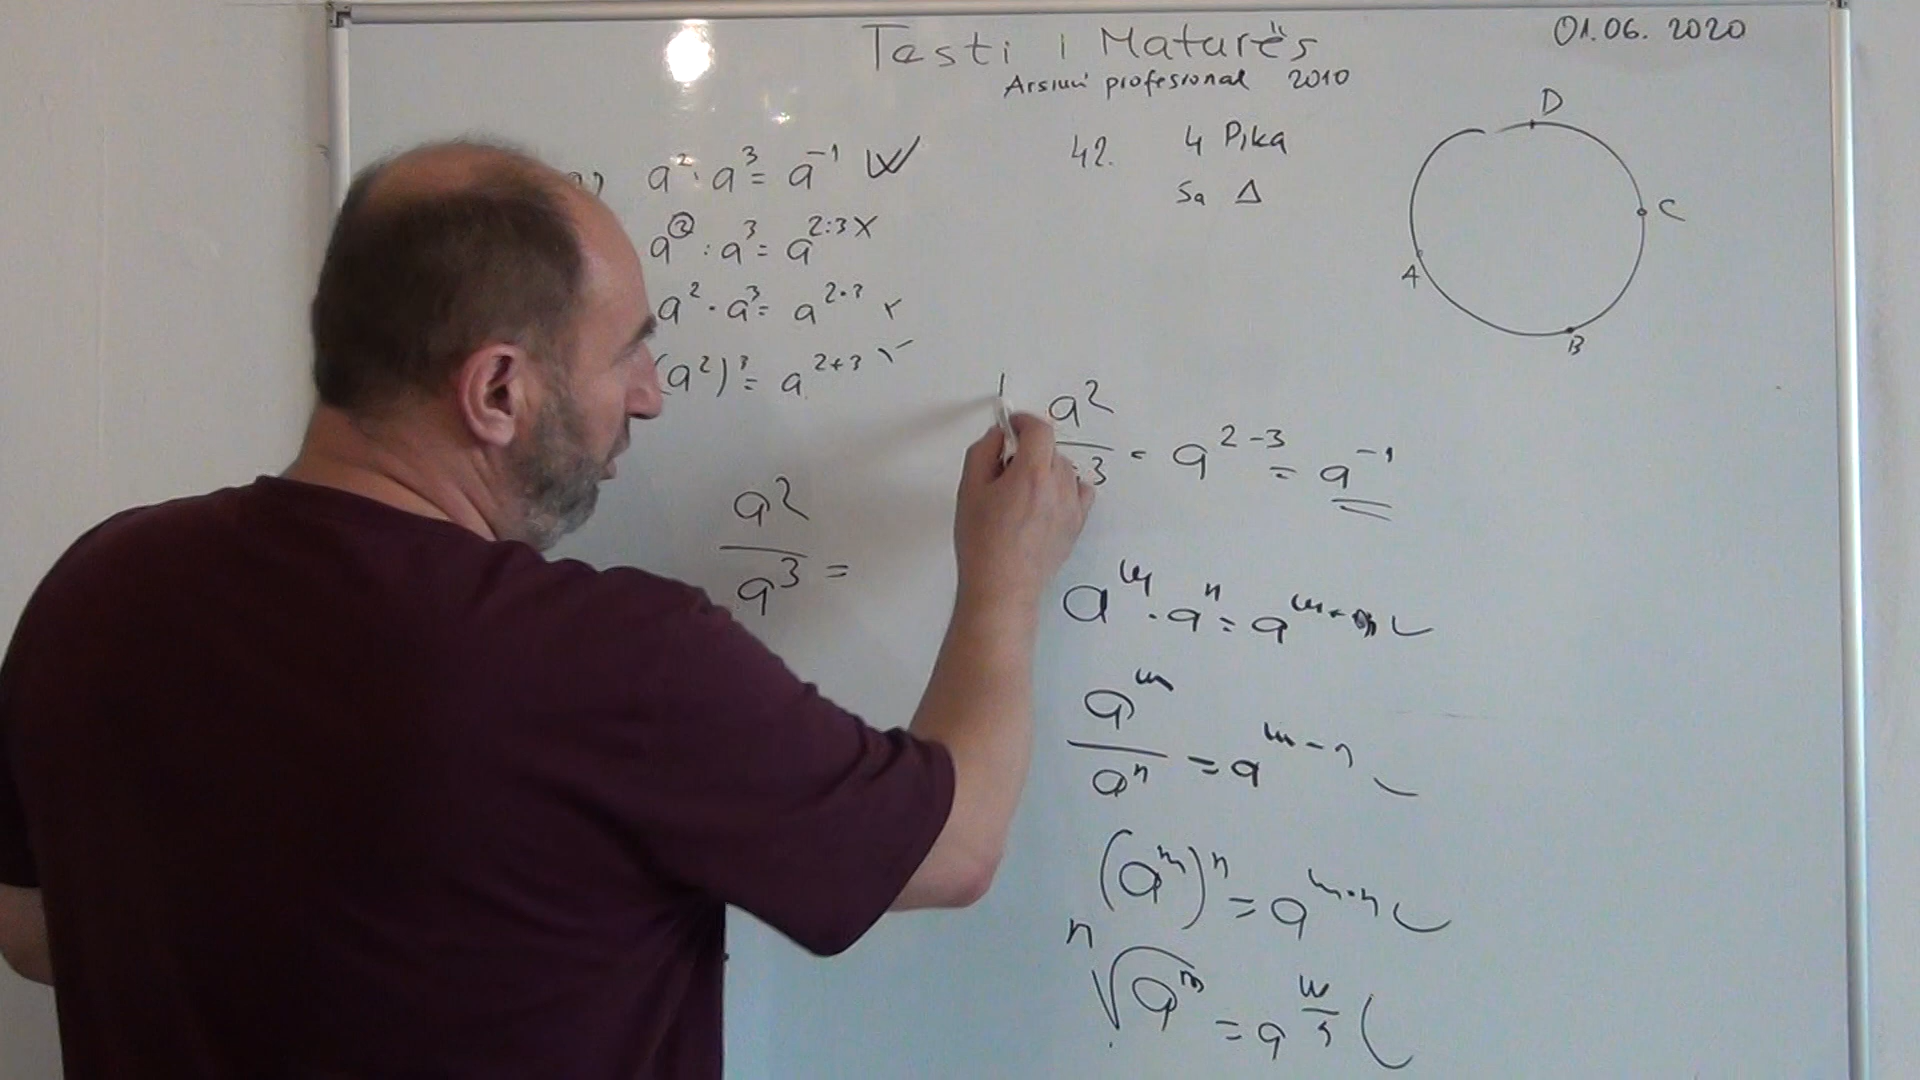 Testi i Maturës
01.06.2020
Arsimi profesional 2010
a) a² : a³ = a⁻¹
a² : a³ = a^2:3 X
a² · a³ = a^2·3 x
(a²)³ = a^2+3
42. 4 Pika
Sa Δ
D
C
A
B
a²/a³ =
a²/a³ = a^2-3 = a⁻¹
a^m · a^n = a^m+n
a^m/a^n = a^m-n
(a^m)^n = a^m·n
n√a^m = a^m/n